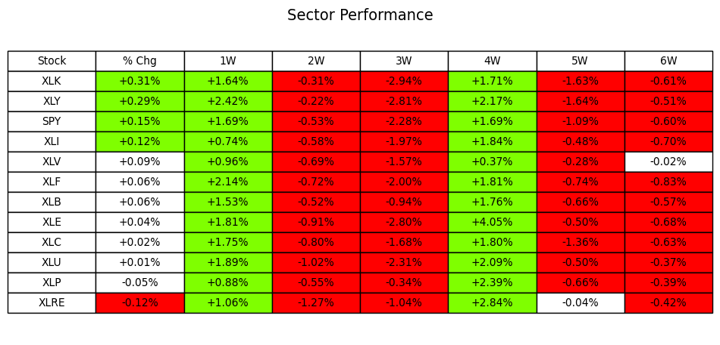 Sector Performance
Stock % Chg 1W 2W 3W 4W 5W 6W
XLK +0.31% +1.64% -0.31% -2.94% +1.71% -1.63% -0.61%
XLY +0.29% +2.42% -0.22% -2.81% +2.17% -1.64% -0.51%
SPY +0.15% +1.69% -0.53% -2.28% +1.69% -1.09% -0.60%
XLI +0.12% +0.74% -0.58% -1.97% +1.84% -0.48% -0.70%
XLV +0.09% +0.96% -0.69% -1.57% +0.37% -0.28% -0.02%
XLF +0.06% +2.14% -0.72% -2.00% +1.81% -0.74% -0.83%
XLB +0.06% +1.53% -0.52% -0.94% +1.76% -0.66% -0.57%
XLE +0.04% +1.81% -0.91% -2.80% +4.05% -0.50% -0.68%
XLC +0.02% +1.75% -0.80% -1.68% +1.80% -1.36% -0.63%
XLU +0.01% +1.89% -1.02% -2.31% +2.09% -0.50% -0.37%
XLP -0.05% +0.88% -0.55% -0.34% +2.39% -0.66% -0.39%
XLRE -0.12% +1.06% -1.27% -1.04% +2.84% -0.04% -0.42%